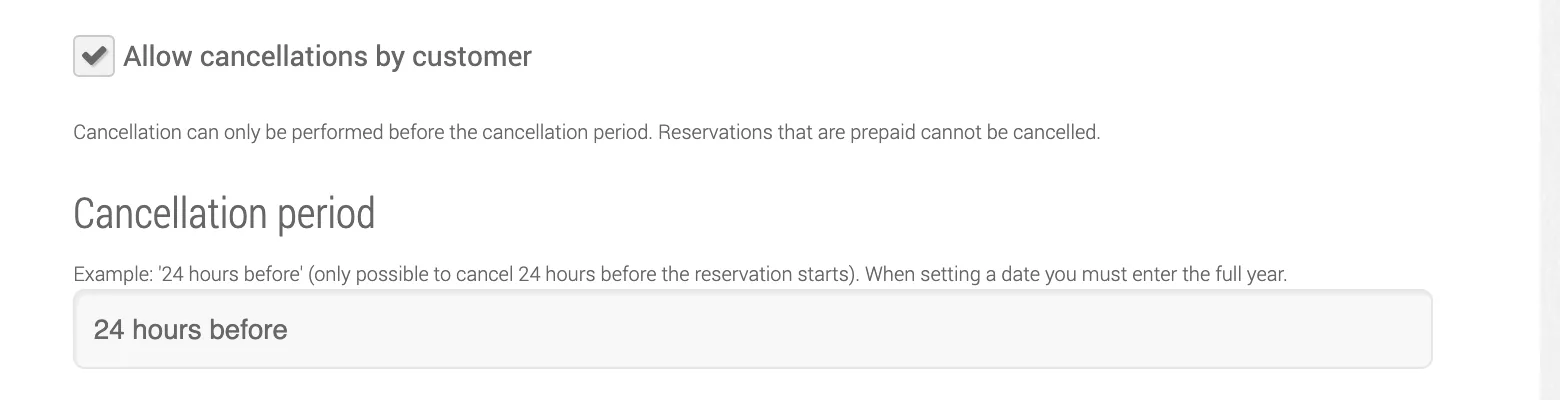 Allow cancellations by customer
Cancellation can only be performed before the cancellation period. Reservations that are prepaid cannot be cancelled.
Cancellation period
Example: '24 hours before' (only possible to cancel 24 hours before the reservation starts). When setting a date you must enter the full year.
24 hours before